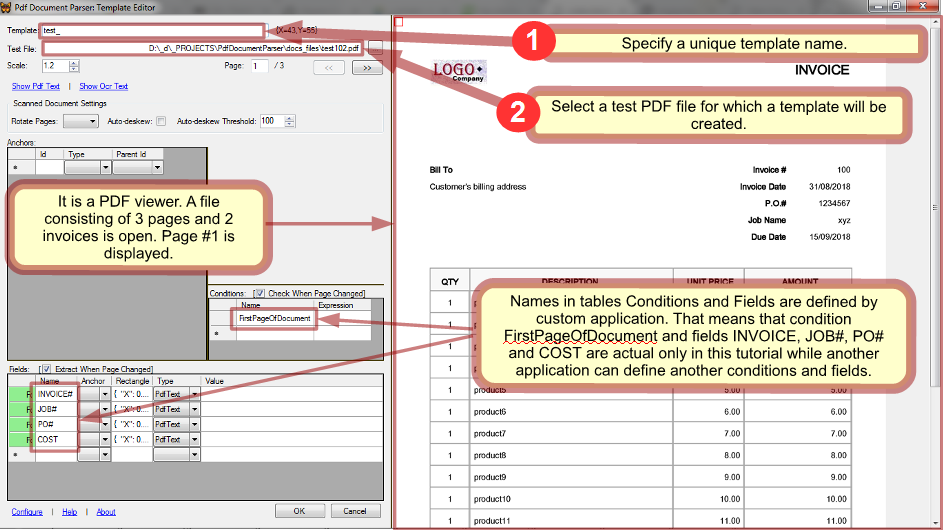 Pdf Document Parser: Template Editor
Template: test_ {X=43,Y=55}
Test File: D:\_d\_PROJECTS\PdfDocumentParser\docs_files\test102.pdf
Scale: 1.2 Page: 1 / 3 << >>
Show Pdf Text | Show Ocr Text
Scanned Document Settings
Rotate Pages: Auto-deskew: Auto-deskew Threshold: 100
Anchors:
Id Type Parent Id
*
It is a PDF viewer. A file
consisting of 3 pages and 2
invoices is open. Page #1 is
displayed.
Conditions: [ Check When Page Changed]
Name Expression
FirstPageOfDocument
*
Fields: [ Extract When Page Changed]
Name Anchor Rectangle Type Value
INVOICE# { "X": 0.... PdfText
JOB# { "X": 0.... PdfText
PO# { "X": 0.... PdfText
COST { "X": 0.... PdfText
*
Configure | Help | About
OK Cancel
1
Specify a unique template name.
2
Select a test PDF file for which a template will be
created.
LOGO
Company
INVOICE
Bill To
Customer's billing address
Invoice # 100
Invoice Date 31/08/2018
P.O.# 1234567
Job Name xyz
Due Date 15/09/2018
QTY DESCRIPTION UNIT PRICE AMOUNT
1
1
1
1
Names in tables Conditions and Fields are defined by
custom application. That means that condition
FirstPageOfDocument and fields INVOICE, JOB#, PO#
and COST are actual only in this tutorial while another
application can define another conditions and fields.
1 product5 5.00 5.00
1 product6 6.00 6.00
1 product7 7.00 7.00
1 product8 8.00 8.00
1 product9 9.00 9.00
1 product10 10.00 10.00
1 product11 11.00 11.00